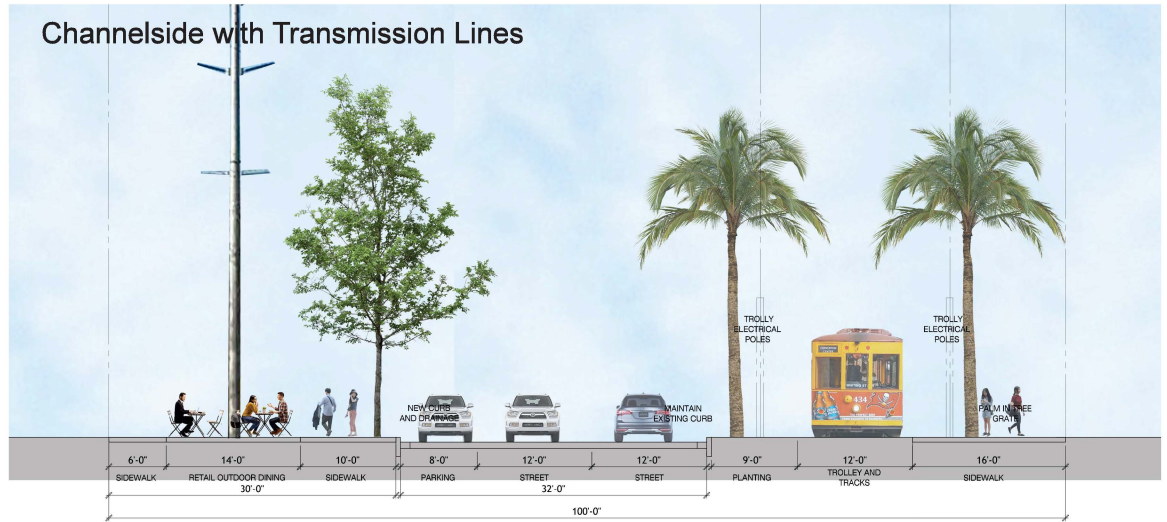 Channelside with Transmission Lines
TROLLY
ELECTRICAL
POLES
TROLLY
ELECTRICAL
POLES
434
NEW CURB
AND DRAINAGE
MAINTAIN
EXISTING CURB
PALM IN TREE
GRATE
6'-0"
14'-0"
10'-0"
8'-0"
12'-0"
12'-0"
9'-0"
12'-0"
16'-0"
SIDEWALK
RETAIL OUTDOOR DINING
SIDEWALK
PARKING
STREET
STREET
PLANTING
TROLLEY AND
TRACKS
SIDEWALK
30'-0"
32'-0"
100'-0"